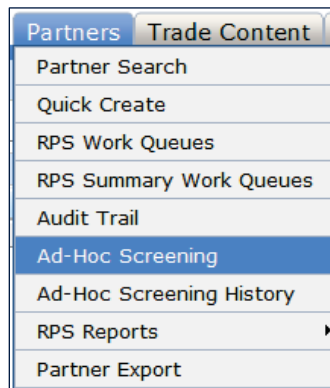 Partners Trade Content
Partner Search
Quick Create
RPS Work Queues
RPS Summary Work Queues
Audit Trail
Ad-Hoc Screening
Ad-Hoc Screening History
RPS Reports
Partner Export